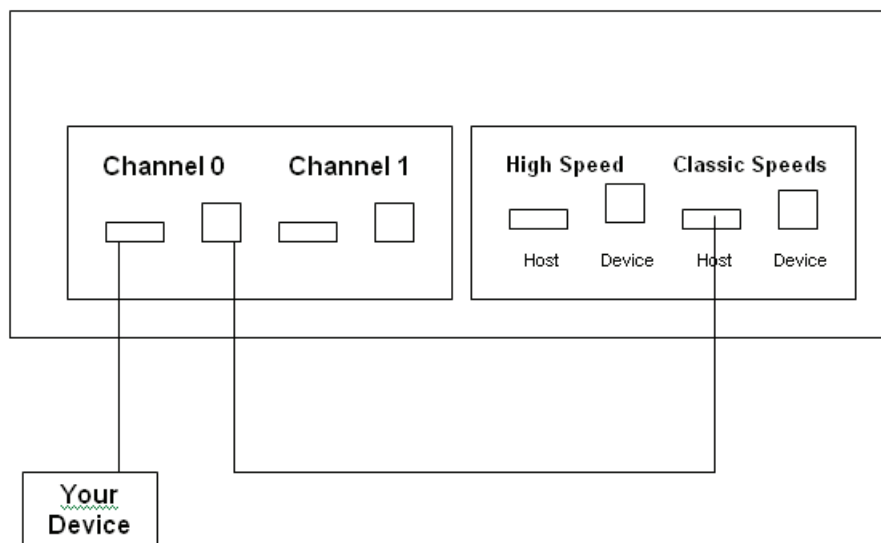 Channel 0 Channel 1
High Speed Classic Speeds
Host Device Host Device
Your
Device